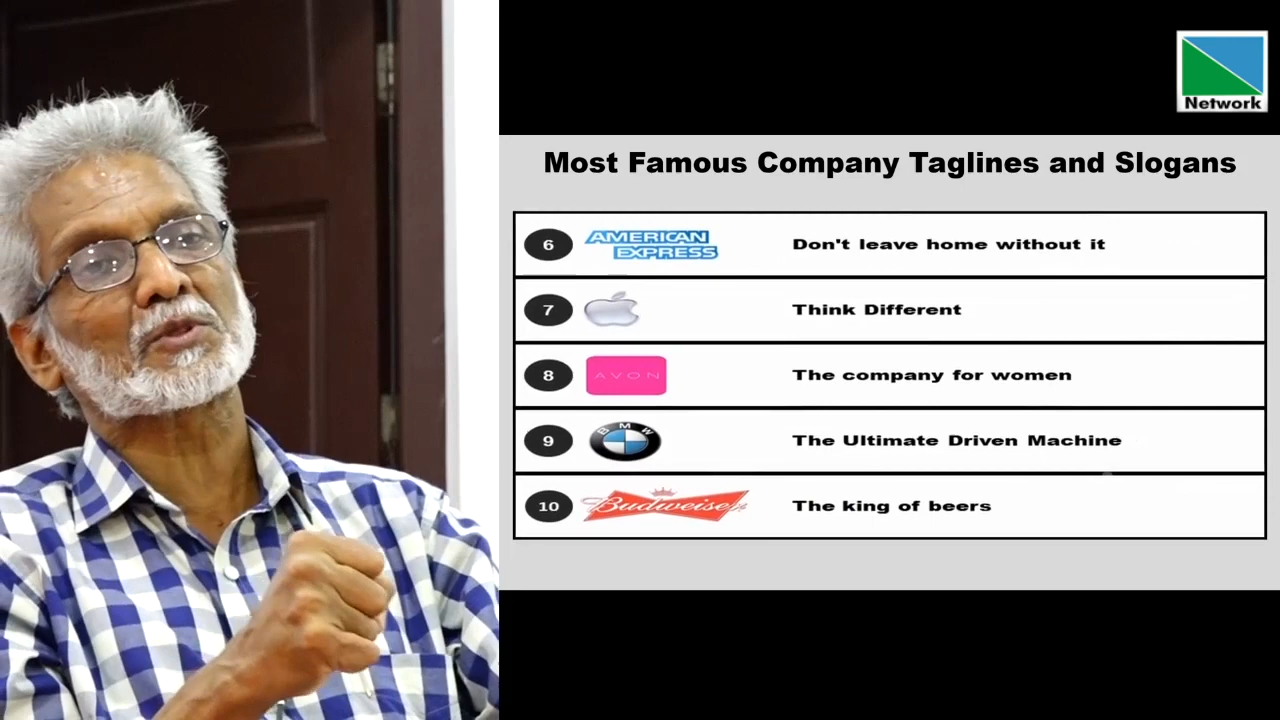 Network
Most Famous Company Taglines and Slogans
6 AMERICAN EXPRESS Don't leave home without it
7 Think Different
8 AVON The company for women
9 BMW The Ultimate Driven Machine
10 Budweiser The king of beers